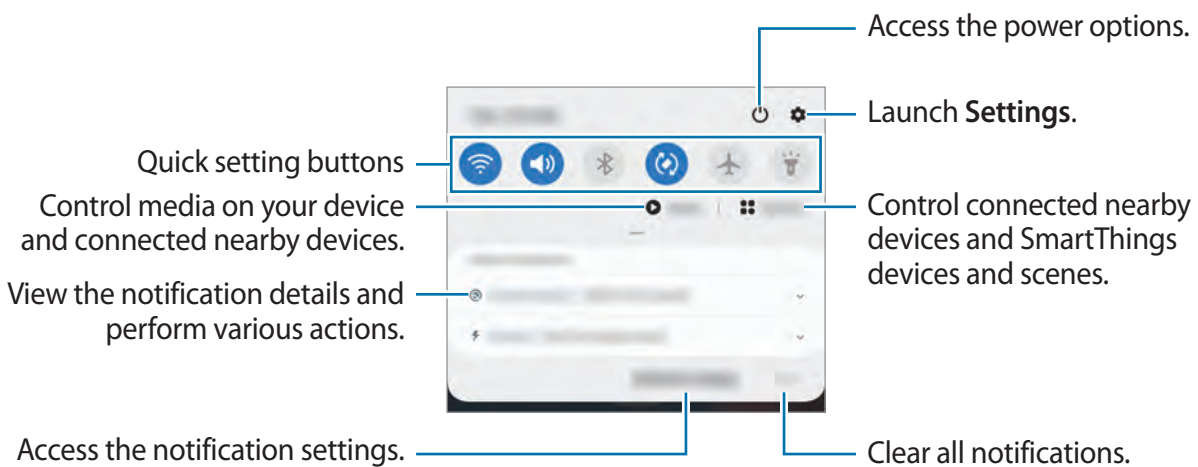 Access the power options.
Launch Settings.
Quick setting buttons
Control media on your device
and connected nearby devices.
Control connected nearby
devices and SmartThings
devices and scenes.
View the notification details and
perform various actions.
Access the notification settings.
Clear all notifications.